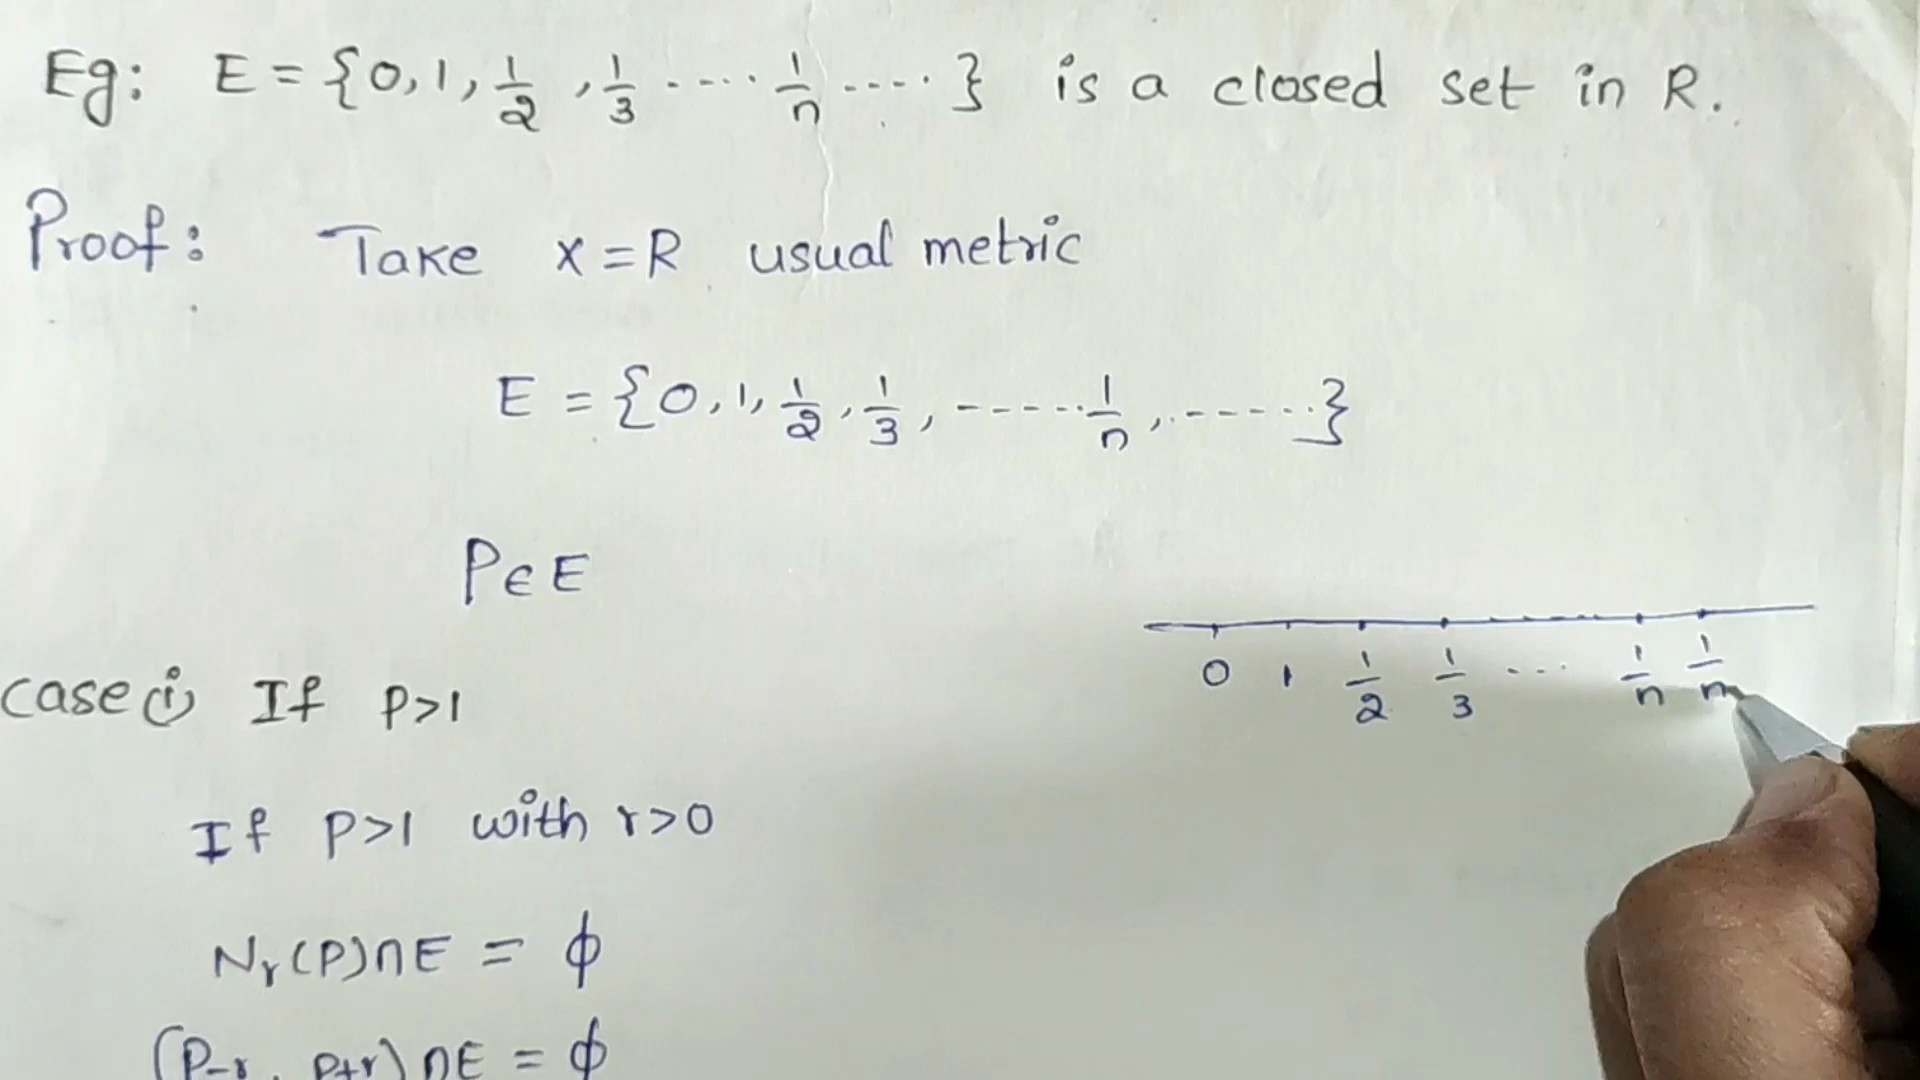 Eg: E = {0, 1, 1/2, 1/3 ---- 1/n ----} is a closed set in R.
Proof: Take X = R usual metric
E = {0, 1, 1/2, 1/3, ----- 1/n, ------}
P ∈ E
0 1 1/2 1/3 ... 1/n 1/n
case (i) If P>1
If P>1 with r>0
Nr(P)∩E = ϕ
(P-r, P+r)∩E = ϕ